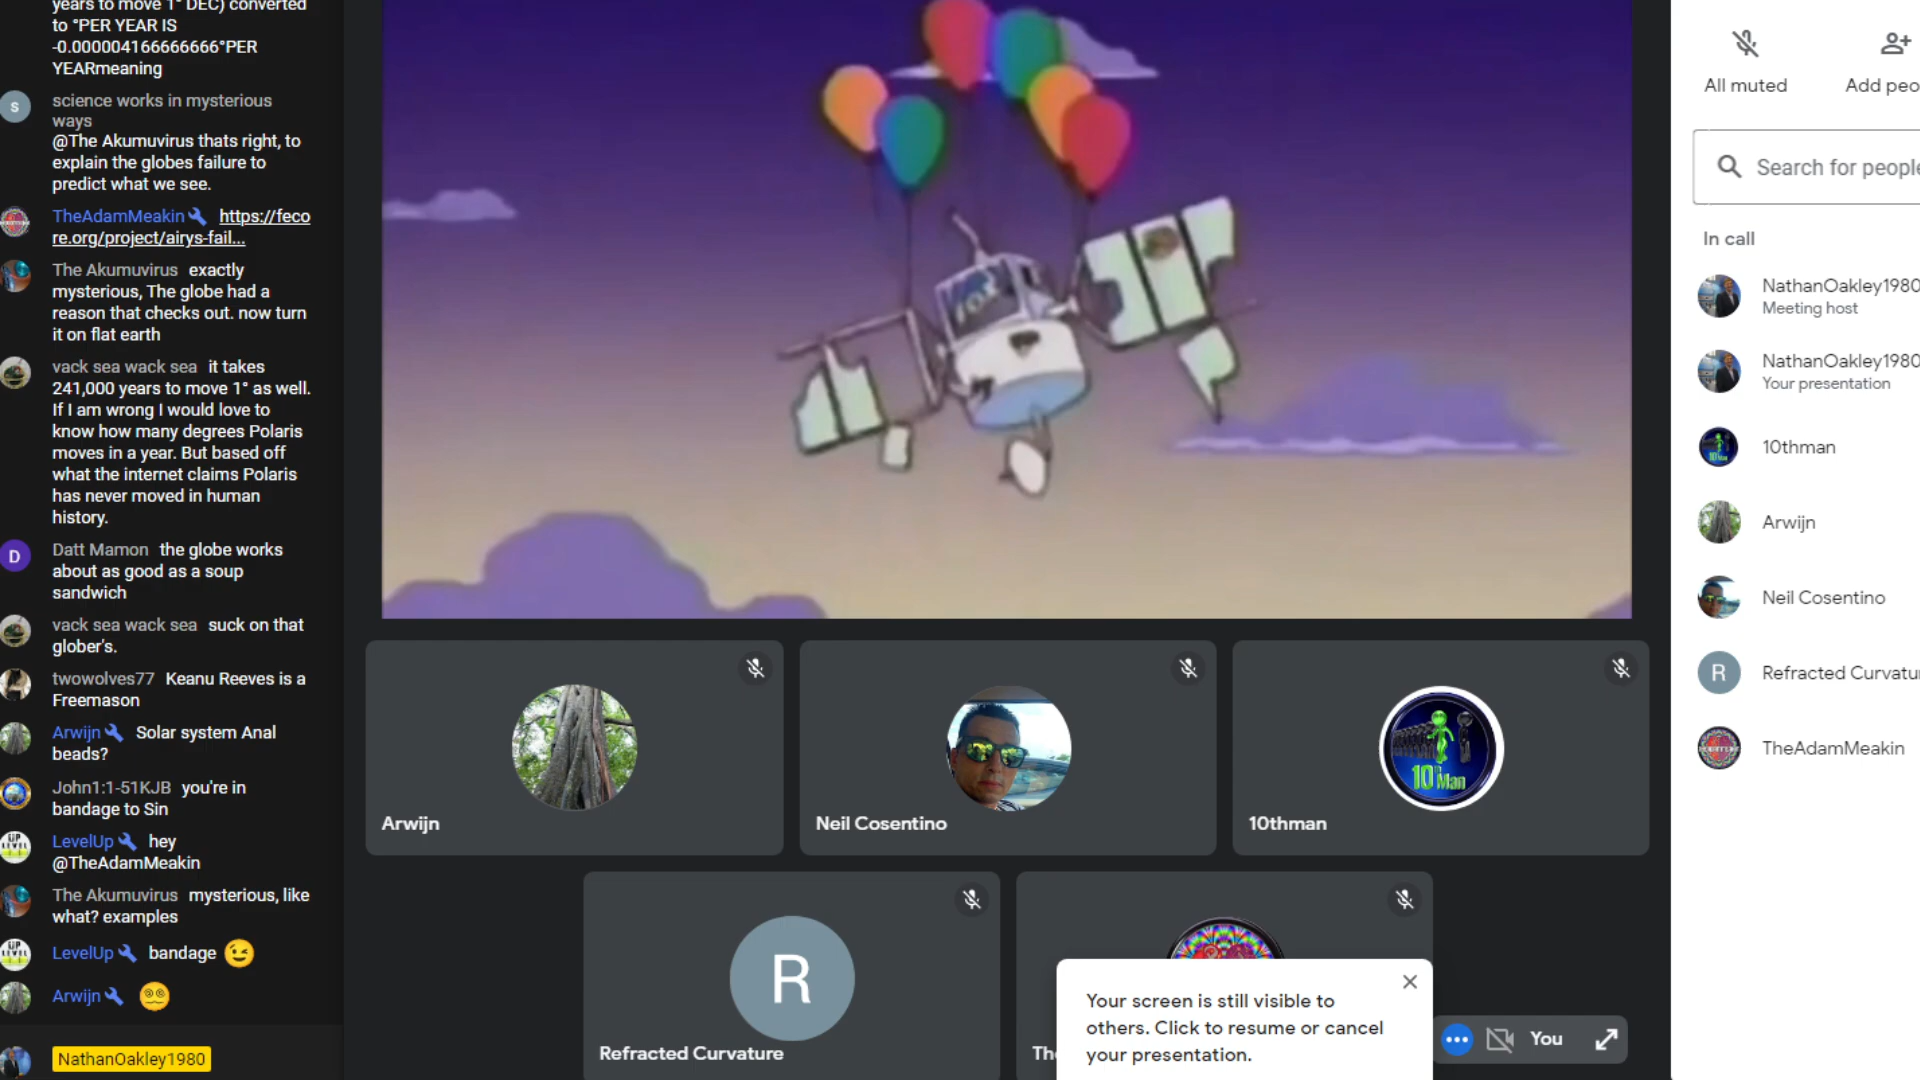 years to move 1° DEC) converted
to °PER YEAR IS
-0.000004166666666°PER
YEARmeaning
S
science works in mysterious
ways
@The Akumuvirus thats right, to
explain the globes failure to
predict what we see.
TheAdamMeakin https://feco
re.org/project/airys-fail...
The Akumuvirus exactly
mysterious, The globe had a
reason that checks out. now turn
it on flat earth
vack sea wack sea it takes
241,000 years to move 1° as well.
If I am wrong I would love to
know how many degrees Polaris
moves in a year. But based off
what the internet claims Polaris
has never moved in human
history.
D
Datt Mamon the globe works
about as good as a soup
sandwich
vack sea wack sea suck on that
glober's.
twowolves77 Keanu Reeves is a
Freemason
Arwijn Solar system Anal
beads?
John1:1-51KJB you're in
bandage to Sin
UP
LEVEL
LevelUp hey
@TheAdamMeakin
The Akumuvirus mysterious, like
what? examples
UP
LEVEL
LevelUp bandage
Arwijn
NathanOakley1980
FOX
Arwijn
Neil Cosentino
10th Man
10thman
R
Refracted Curvature
The
Your screen is still visible to
others. Click to resume or cancel
your presentation.
You
All muted
Add peo
Search for people
In call
NathanOakley1980
Meeting host
NathanOakley1980
Your presentation
10thman
Arwijn
Neil Cosentino
R
Refracted Curvatu
TheAdamMeakin